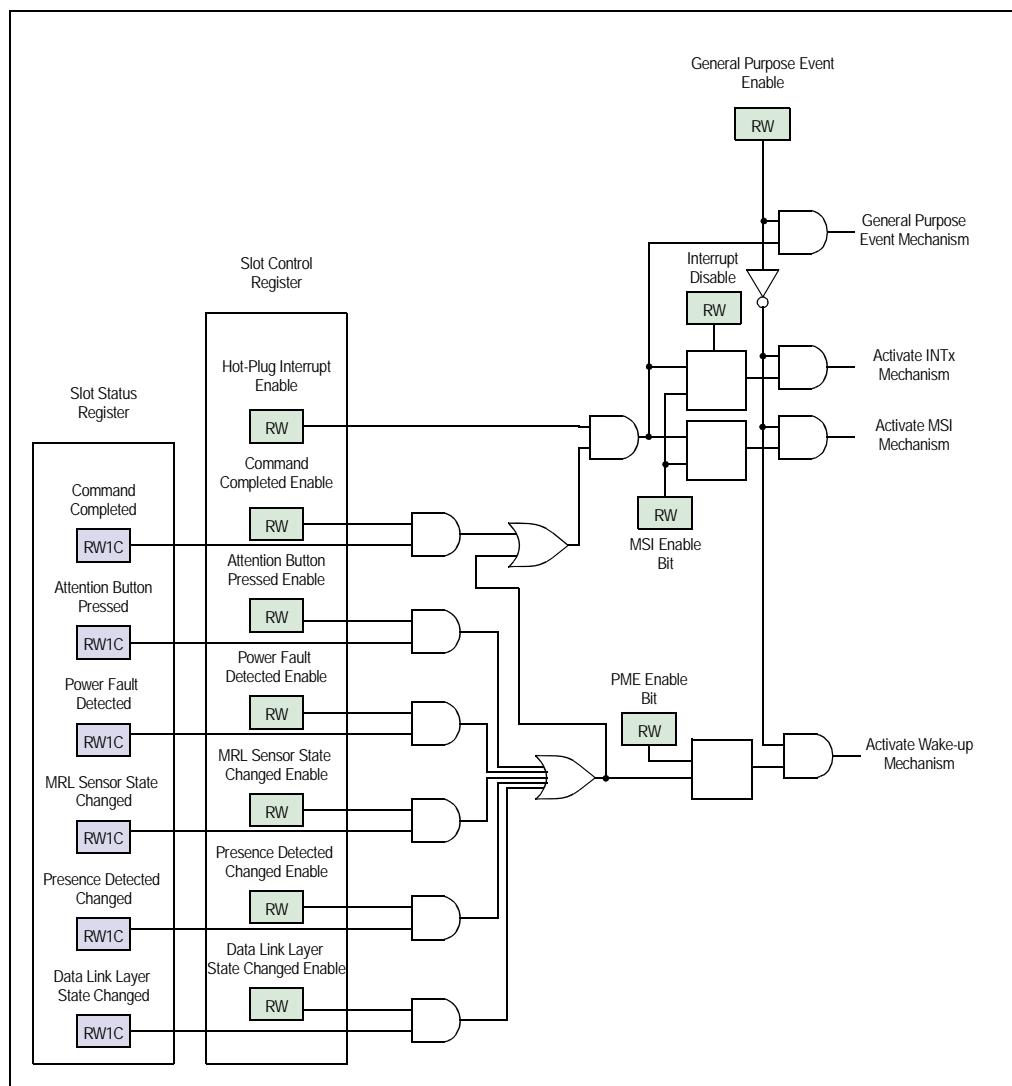 General Purpose Event
Enable
RW
General Purpose
Event Mechanism
Interrupt
Disable
RW
Activate INTx
Mechanism
Activate MSI
Mechanism
RW
MSI Enable
Bit
Slot Control
Register
Hot-Plug Interrupt
Enable
RW
Command
Completed Enable
RW
Attention Button
Pressed Enable
RW
Power Fault
Detected Enable
RW
MRL Sensor State
Changed Enable
RW
Presence Detected
Changed Enable
RW
Data Link Layer
State Changed Enable
RW
Slot Status
Register
Command
Completed
RW1C
Attention Button
Pressed
RW1C
Power Fault
Detected
RW1C
MRL Sensor State
Changed
RW1C
Presence Detected
Changed
RW1C
Data Link Layer
State Changed
RW1C
PME Enable
Bit
RW
Activate Wake-up
Mechanism